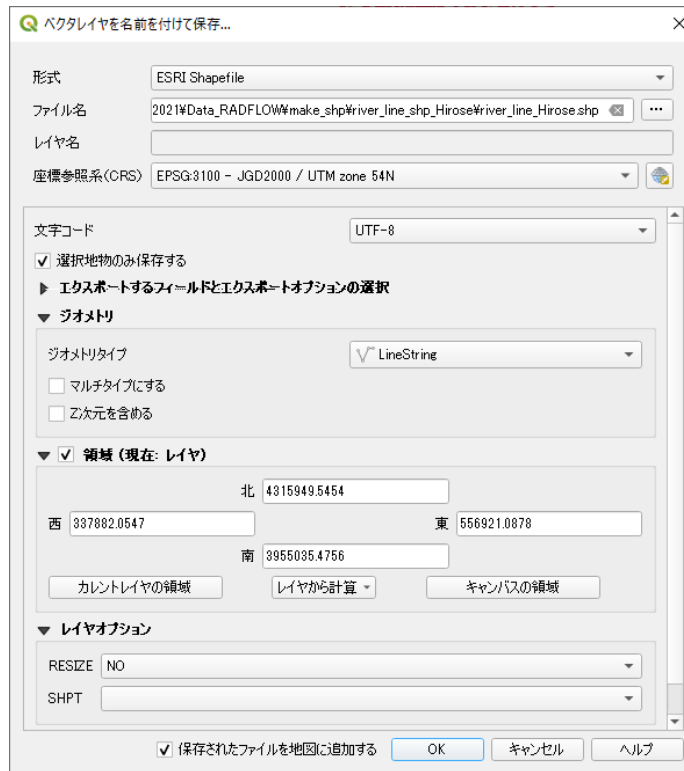 ベクタレイヤを名前を付けて保存...
形式 ESRI Shapefile
ファイル名 2021¥Data_RADFLOW¥make_shp¥river_line_shp_Hirose¥river_line_Hirose.shp ...
レイヤ名
座標参照系(CRS) EPSG:3100 - JGD2000 / UTM zone 54N
文字コード UTF-8
選択地物のみ保存する
エクスポートするフィールドとエクスポートオプションの選択
ジオメトリ
ジオメトリタイプ LineString
マルチタイプにする
Z次元を含める
領域 (現在: レイヤ)
北 4315949.5454
西 337882.0547 東 556921.0878
南 3955035.4756
カレントレイヤの領域 レイヤから計算 キャンバスの領域
レイヤオプション
RESIZE NO
SHPT
保存されたファイルを地図に追加する OK キャンセル ヘルプ